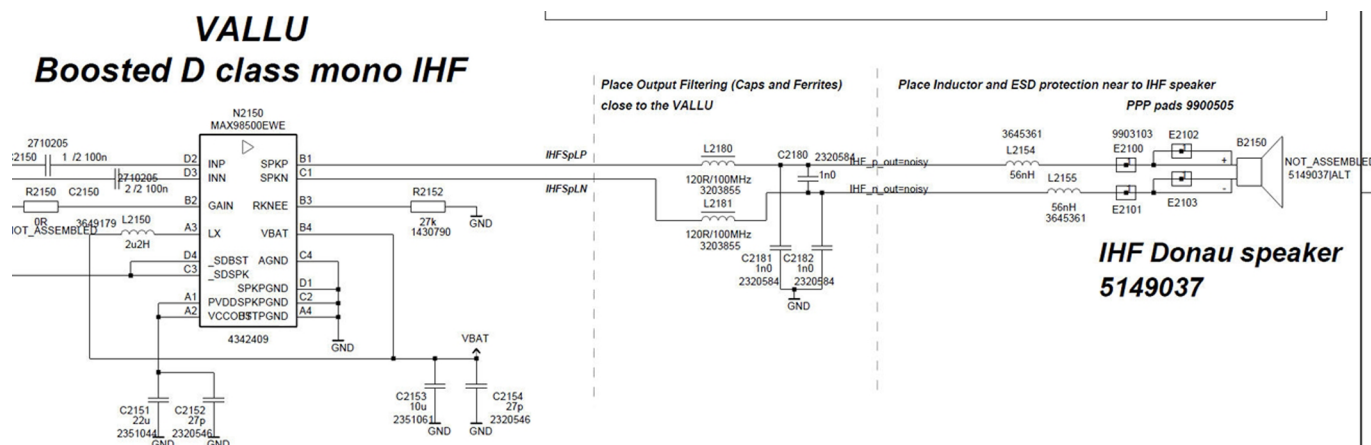 VALLU
Boosted D class mono IHF
Place Output Filtering (Caps and Ferrites)
close to the VALLU
Place Inductor and ESD protection near to IHF speaker
PPP pads 9900505
N2150
MAX98500EWE
2710205
C2150 1 /2 100n
2710205
2/2 100n
R2150 C2150
0R
NOT_ASSEMBLED
3649179 L2150
2u2H
D2 INP SPKP B1
D3 INN SPKN C1
B2 GAIN RKNEE B3
A3 LX VBAT B4
D4 _SDBST AGND C4
C3 _SDSPK
SPKPGND D1
A1 PVDD SPKPGND C2
A2 A4
4342409
R2152
27k
1430790
GND
GND
VBAT
C2151
22u
2351044
GND
C2152
27p
2320546
GND
C2153
10u
2351061
GND
C2154
27p
2320546
GND
IHFSpLP
IHFSpLN
L2180
120R/100MHz
3203855
L2181
120R/100MHz
3203855
C2180 2320584
1n0
C2181
1n0
2320584
C2182
1n0
2320584
GND
IHF_p_out=noisy
IHF_n_out=noisy
3645361
L2154
56nH
L2155
56nH
3645361
9903103
E2100
E2101
E2102
E2103
B2150
+
-
NOT_ASSEMBLED
5149037|ALT
IHF Donau speaker
5149037